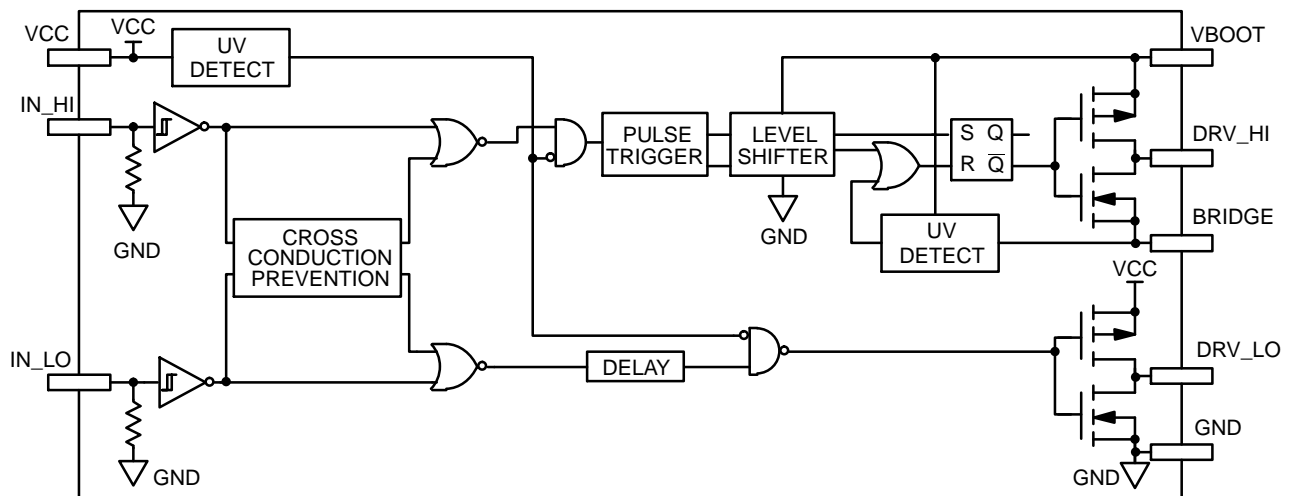 VCC
VCC
UV
DETECT
VBOOT
IN_HI
PULSE
TRIGGER
LEVEL
SHIFTER
S Q
R Q̅
DRV_HI
GND
GND
CROSS
CONDUCTION
PREVENTION
UV
DETECT
BRIDGE
VCC
IN_LO
DELAY
DRV_LO
GND
GND
GND